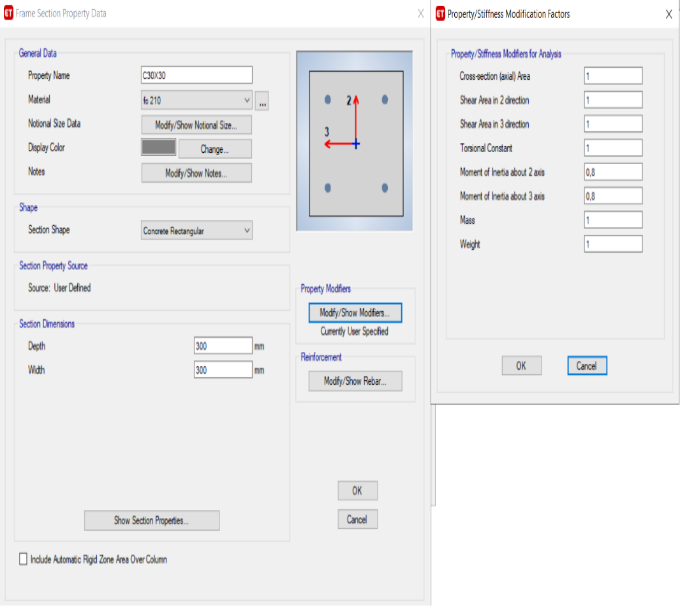 ET Frame Section Property Data X
General Data
Property Name C30X30
Material fc 210 ...
Notional Size Data Modify/Show Notional Size...
Display Color Change...
Notes Modify/Show Notes...
Shape
Section Shape Concrete Rectangular
Section Property Source
Source: User Defined
Section Dimensions
Depth 300 mm
Width 300 mm
Show Section Properties...
Include Automatic Rigid Zone Area Over Column
2
3
Property Modifiers
Modify/Show Modifiers...
Currently User Specified
Reinforcement
Modify/Show Rebar...
OK
Cancel
ET Property/Stiffness Modification Factors X
Property/Stiffness Modifiers for Analysis
Cross-section (axial) Area 1
Shear Area in 2 direction 1
Shear Area in 3 direction 1
Torsional Constant 1
Moment of Inertia about 2 axis 0,8
Moment of Inertia about 3 axis 0,8
Mass 1
Weight 1
OK Cancel